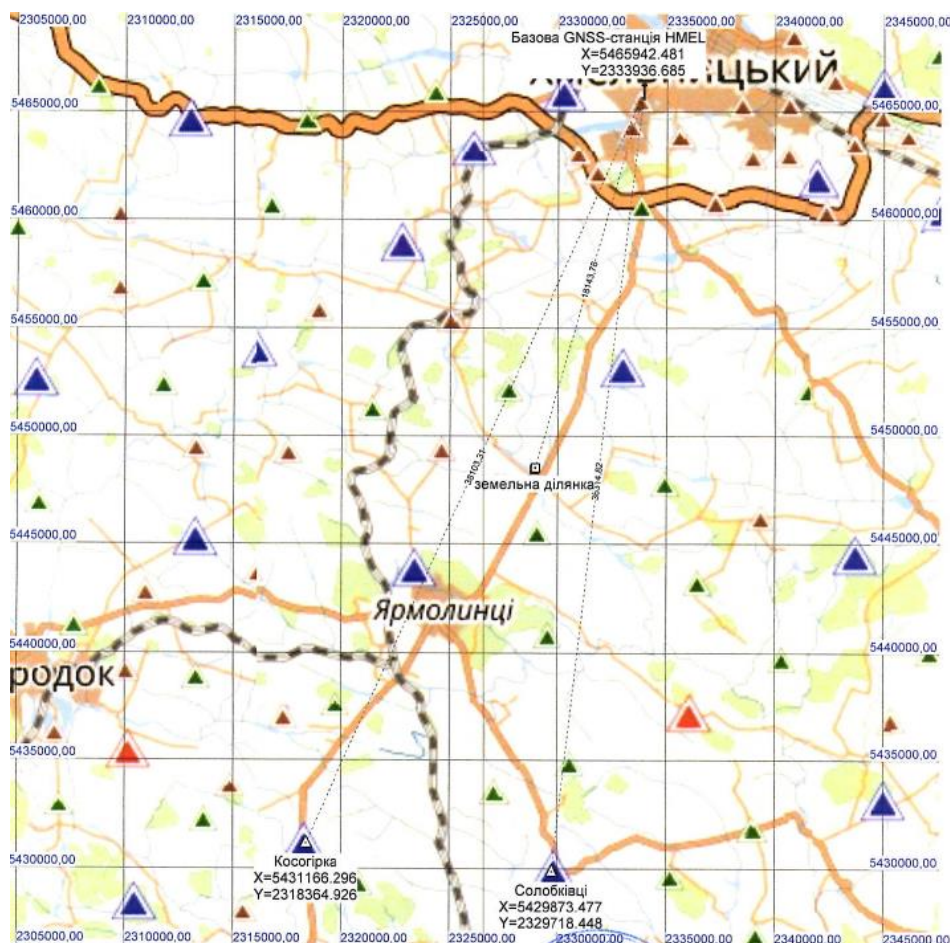 2305000,00 2310000,00 2315000,00 2320000,00 2325000,00 2330000,00 2335000,00 2340000,00 2345000,00
Базова GNSS-станція HMEL
X=5465942.481
Y=2333936.685
ХМЕЛЬНИЦЬКИЙ
5465000,00 5465000,00
5460000,00 5460000,00
18143.78
5455000,00 5455000,00
5450000,00 5450000,00
38103.31
36314.82
земельна ділянка
5445000,00 5445000,00
Ярмолинці
5440000,00 5440000,00
РОДОК
5435000,00 5435000,00
5430000,00 5430000,00
Косогірка
X=5431166.296
Y=2318364.926
Солобківці
X=5429873.477
Y=2329718.448
2305000,00 2310000,00 2315000,00 2320000,00 2325000,00 2330000,00 2335000,00 2340000,00 2345000,00